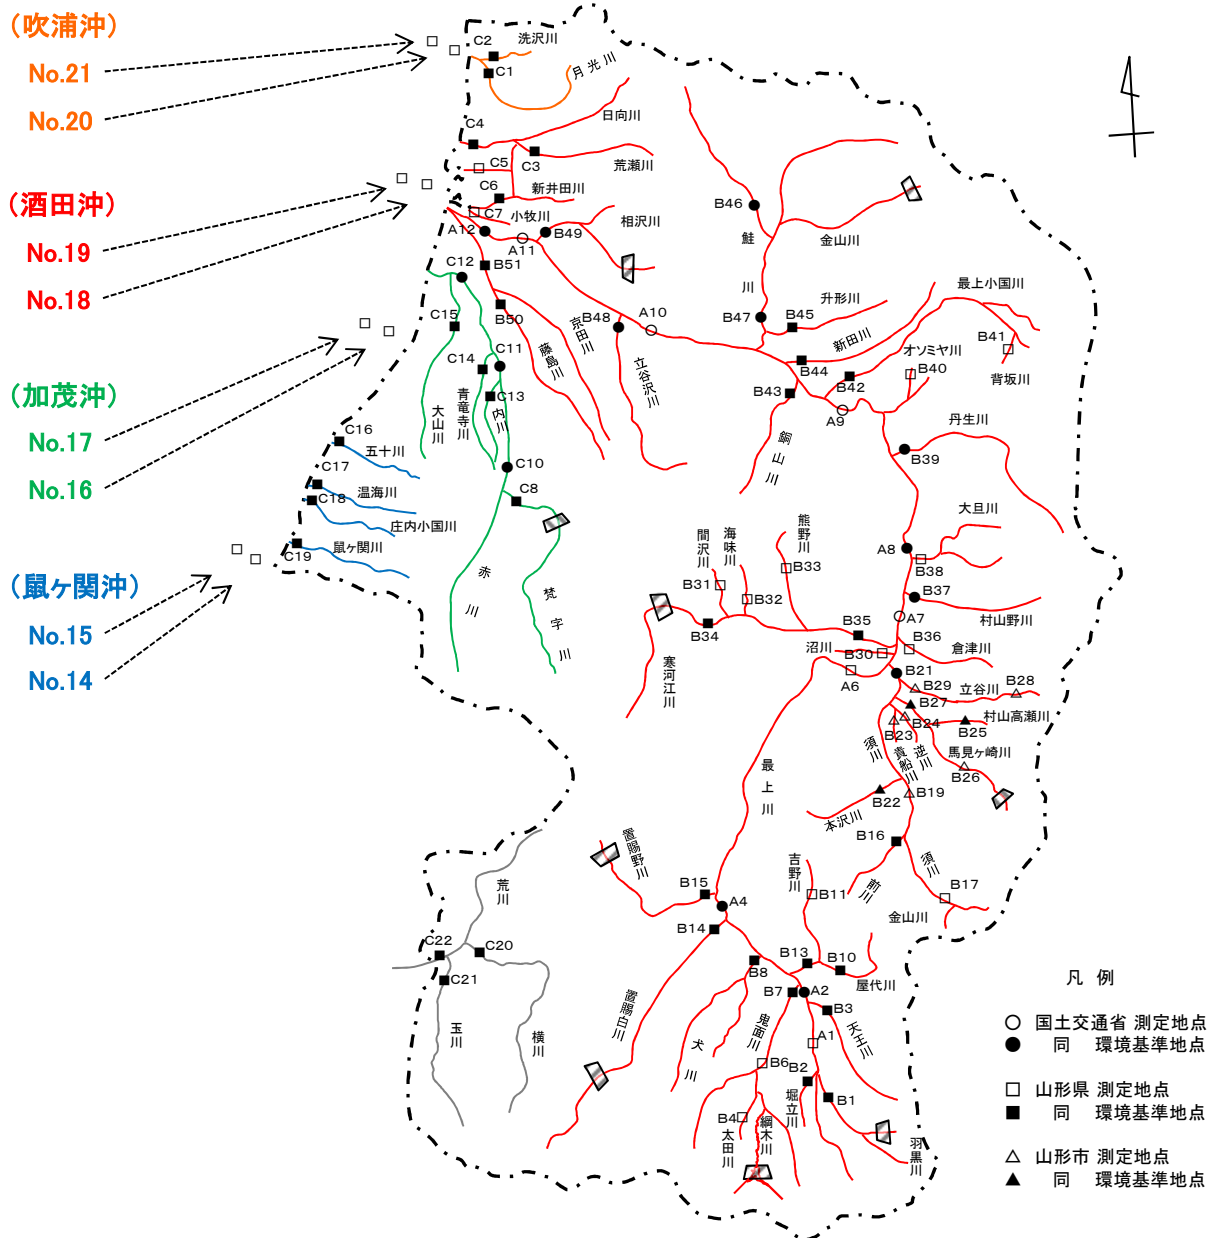 (吹浦沖)
No.21
No.20
(酒田沖)
No.19
No.18
(加茂沖)
No.17
No.16
(鼠ヶ関沖)
No.15
No.14
C2
洗沢川
C1
月光川
日向川
C4
C3
荒瀬川
C5
C6
新井田川
C7
小牧川
相沢川
A12
A11
B49
B51
C12
B50
C15
京田川
藤島川
B48
A10
立谷沢川
C11
C14
C13
青竜寺川
内川
大山川
C10
C8
赤川
梵字川
C16
五十川
C17
温海川
C18
庄内小国川
C19
鼠ヶ関川
B46
鮭川
金山川
B47
B45
升形川
最上小国川
新田川
B44
B41
背坂川
オソミヤ川
B42
B40
B43
A9
銅山川
丹生川
B39
大旦川
A8
B38
B37
村山野川
A7
熊野川
海味川
間沢川
B33
B31
B32
B34
寒河江川
B35
B36
倉津川
沼川
B30
A6
B21
B29
立谷川
B28
B27
村山高瀬川
B24
B23
B25
須川
貴船川
逆川
馬見ヶ崎川
B26
B22
B19
本沢川
最上川
B16
前川
須川
B17
金山川
吉野川
B11
置賜野川
B15
A4
B14
B13
B10
屋代川
B8
B7
A2
B3
天王川
A1
鬼面川
犬川
置賜白川
B6
B2
堀立川
B1
羽黒川
B4
太田川
綱木川
荒川
C22
C20
C21
玉川
横川
凡 例
○ 国土交通省 測定地点
● 同 環境基準地点
□ 山形県 測定地点
■ 同 環境基準地点
△ 山形市 測定地点
▲ 同 環境基準地点